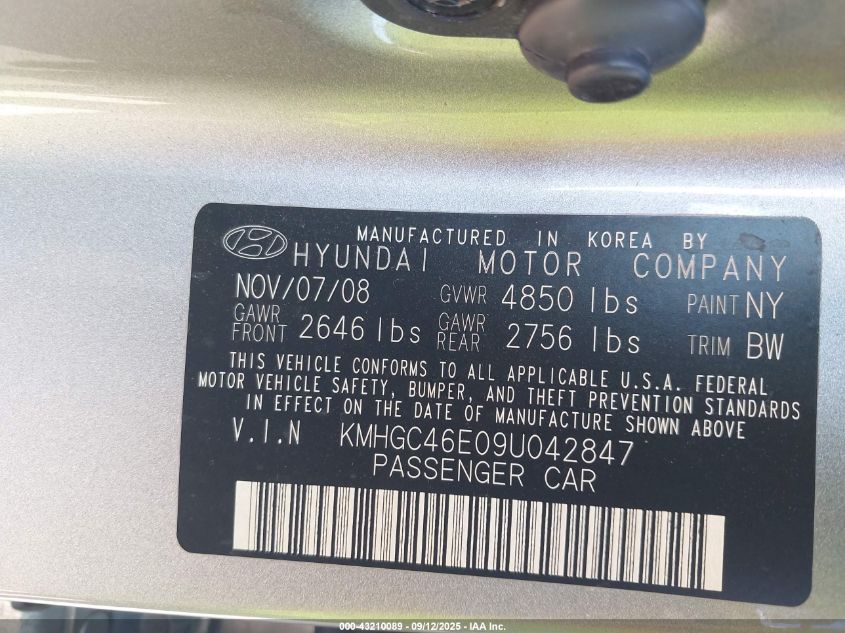 MANUFACTURED IN KOREA BY
HYUNDAI MOTOR COMPANY
NOV/07/08 GVWR 4850 lbs PAINT NY
GAWR FRONT 2646 lbs GAWR REAR 2756 lbs TRIM BW
THIS VEHICLE CONFORMS TO ALL APPLICABLE U.S.A. FEDERAL
MOTOR VEHICLE SAFETY, BUMPER, AND THEFT PREVENTION STANDARDS
IN EFFECT ON THE DATE OF MANUFACTURE SHOWN ABOVE
V.I.N KMHGC46E09U042847
PASSENGER CAR
000-43210089 - 09/12/2025 - IAA Inc.